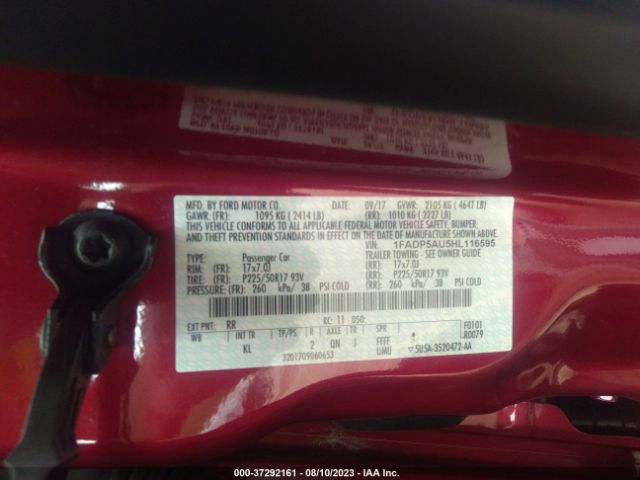 MFD. BY FORD MOTOR CO. DATE: 09/17 GVWR: 2105 KG ( 4641 LB)
GAWR: (FR): 1095 KG ( 2414 LB) (RR): 1010 KG ( 2227 LB)
THIS VEHICLE CONFORMS TO ALL APPLICABLE FEDERAL MOTOR VEHICLE SAFETY, BUMPER,
AND THEFT PREVENTION STANDARDS IN EFFECT ON THE DATE OF MANUFACTURE SHOWN ABOVE.
VIN: 1FADP5AU5HL116595
TYPE: Passenger Car TRAILER TOWING - SEE OWNERS GUIDE
RIM: (FR): 17x7.0J (RR): 17x7.0J
TIRE: (FR): P225/50R17 93V (RR): P225/50R17 93V
PRESSURE: (FR): 260 kPa/ 38 PSI COLD (RR): 260 kPa/ 38 PSI COLD
EXT PNT: RR RC: 11 DSO: F0101
WB INT TR TP/PS R AXLE TR SPR R0079
KL 2 QN J FFFF
3201709060653 UMU 5U5A-3520472-AA
000-37292161 - 08/10/2023 - IAA Inc.